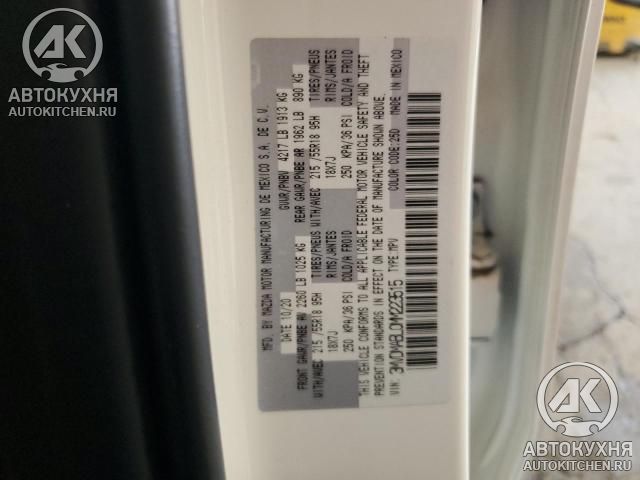 АВТОКУХНЯ
AUTOKITCHEN.RU
MFD. BY MAZDA MOTOR MANUFACTURING DE MEXICO S.A. DE C.V.
DATE 10/20 GVWR/PNBV 4217 LB 1913 KG
FRONT GAWR/PNBE AV 2260 LB 1025 KG REAR GAWR/PNBE AR 1962 LB 890 KG
WITH/AVEC 215 /55R18 95H TIRES/PNEUS WITH/AVEC 215 /55R18 95H TIRES/PNEUS
18X7J RIMS/JANTES 18X7J RIMS/JANTES
250 KPA/36 PSI COLD/A FROID 250 KPA/36 PSI COLD/A FROID
THIS VEHICLE CONFORMS TO ALL APPLICABLE FEDERAL MOTOR VEHICLE SAFETY AND THEFT
PREVENTION STANDARDS IN EFFECT ON THE DATE OF MANUFACTURE SHOWN ABOVE.
VIN: TYPE:MPV COLOR CODE:25D MADE IN MEXICO
АВТОКУХНЯ
AUTOKITCHEN.RU